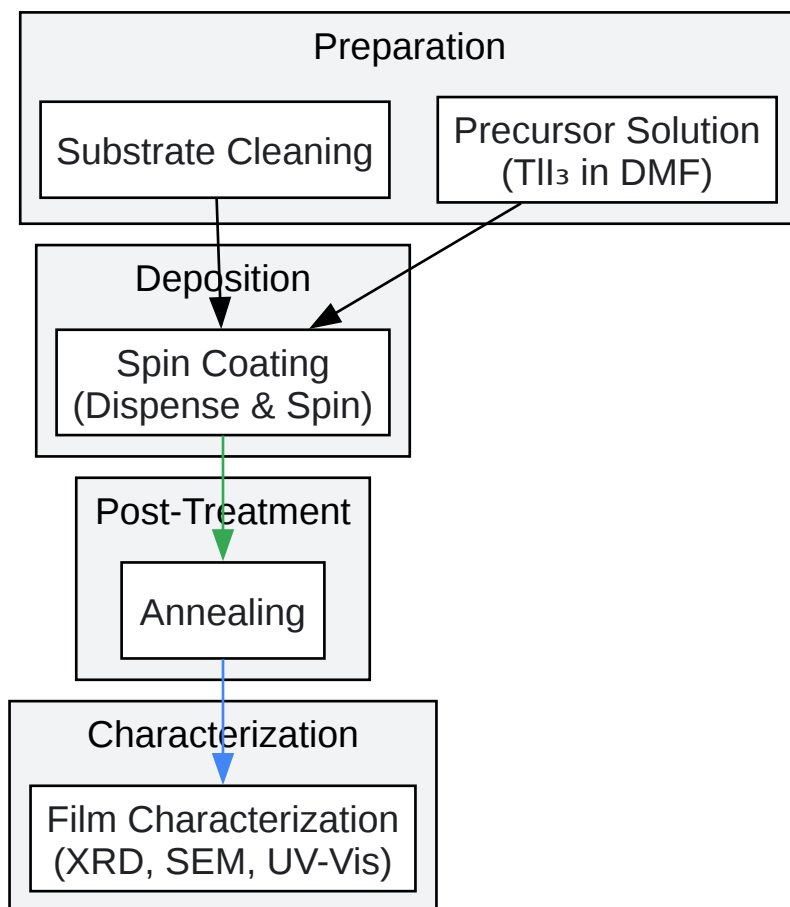 Preparation
Substrate Cleaning
Precursor Solution
(TlI₃ in DMF)
Deposition
Spin Coating
(Dispense & Spin)
Post-Treatment
Annealing
Characterization
Film Characterization
(XRD, SEM, UV-Vis)